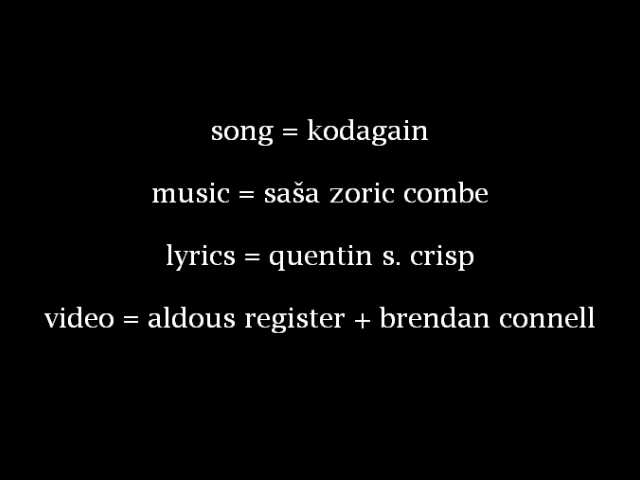 song = kodagain
music = saša zoric combe
lyrics = quentin s. crisp
video = aldous register + brendan connell